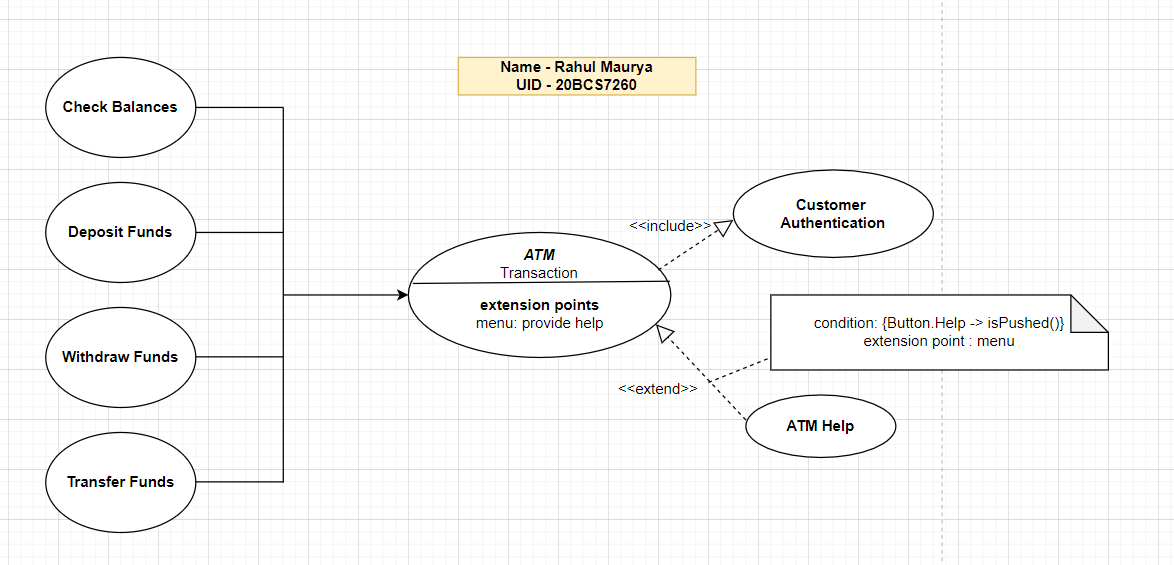 Name - Rahul Maurya
UID - 20BCS7260
Check Balances
Deposit Funds
Withdraw Funds
Transfer Funds
ATM
Transaction
extension points
menu: provide help
<<include>>
Customer
Authentication
condition: {Button.Help -> isPushed()}
extension point : menu
<<extend>>
ATM Help